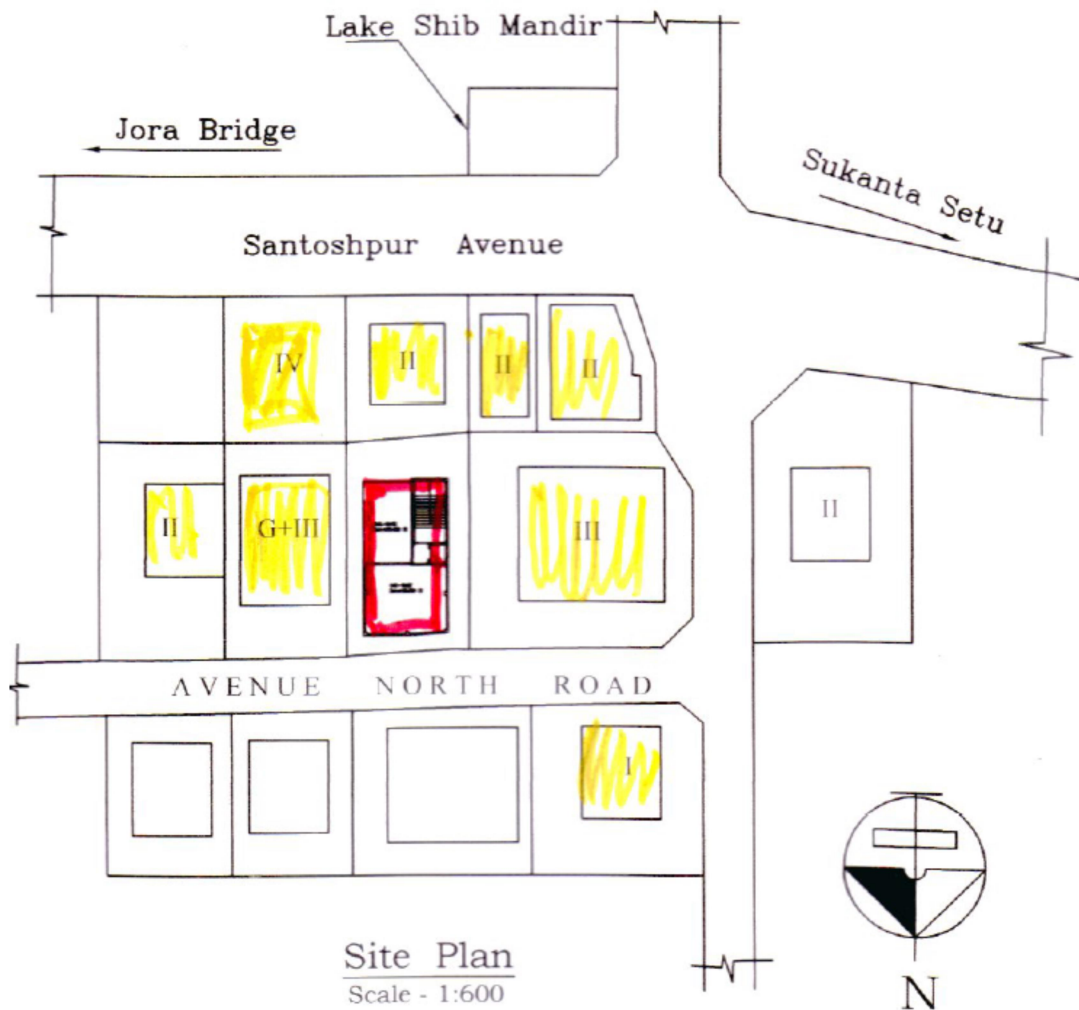 Lake Shib Mandir
Jora Bridge
Sukanta Setu
Santoshpur Avenue
IV
II
II
II
II
G+III
III
II
AVENUE NORTH ROAD
I
Site Plan
Scale - 1:600
N